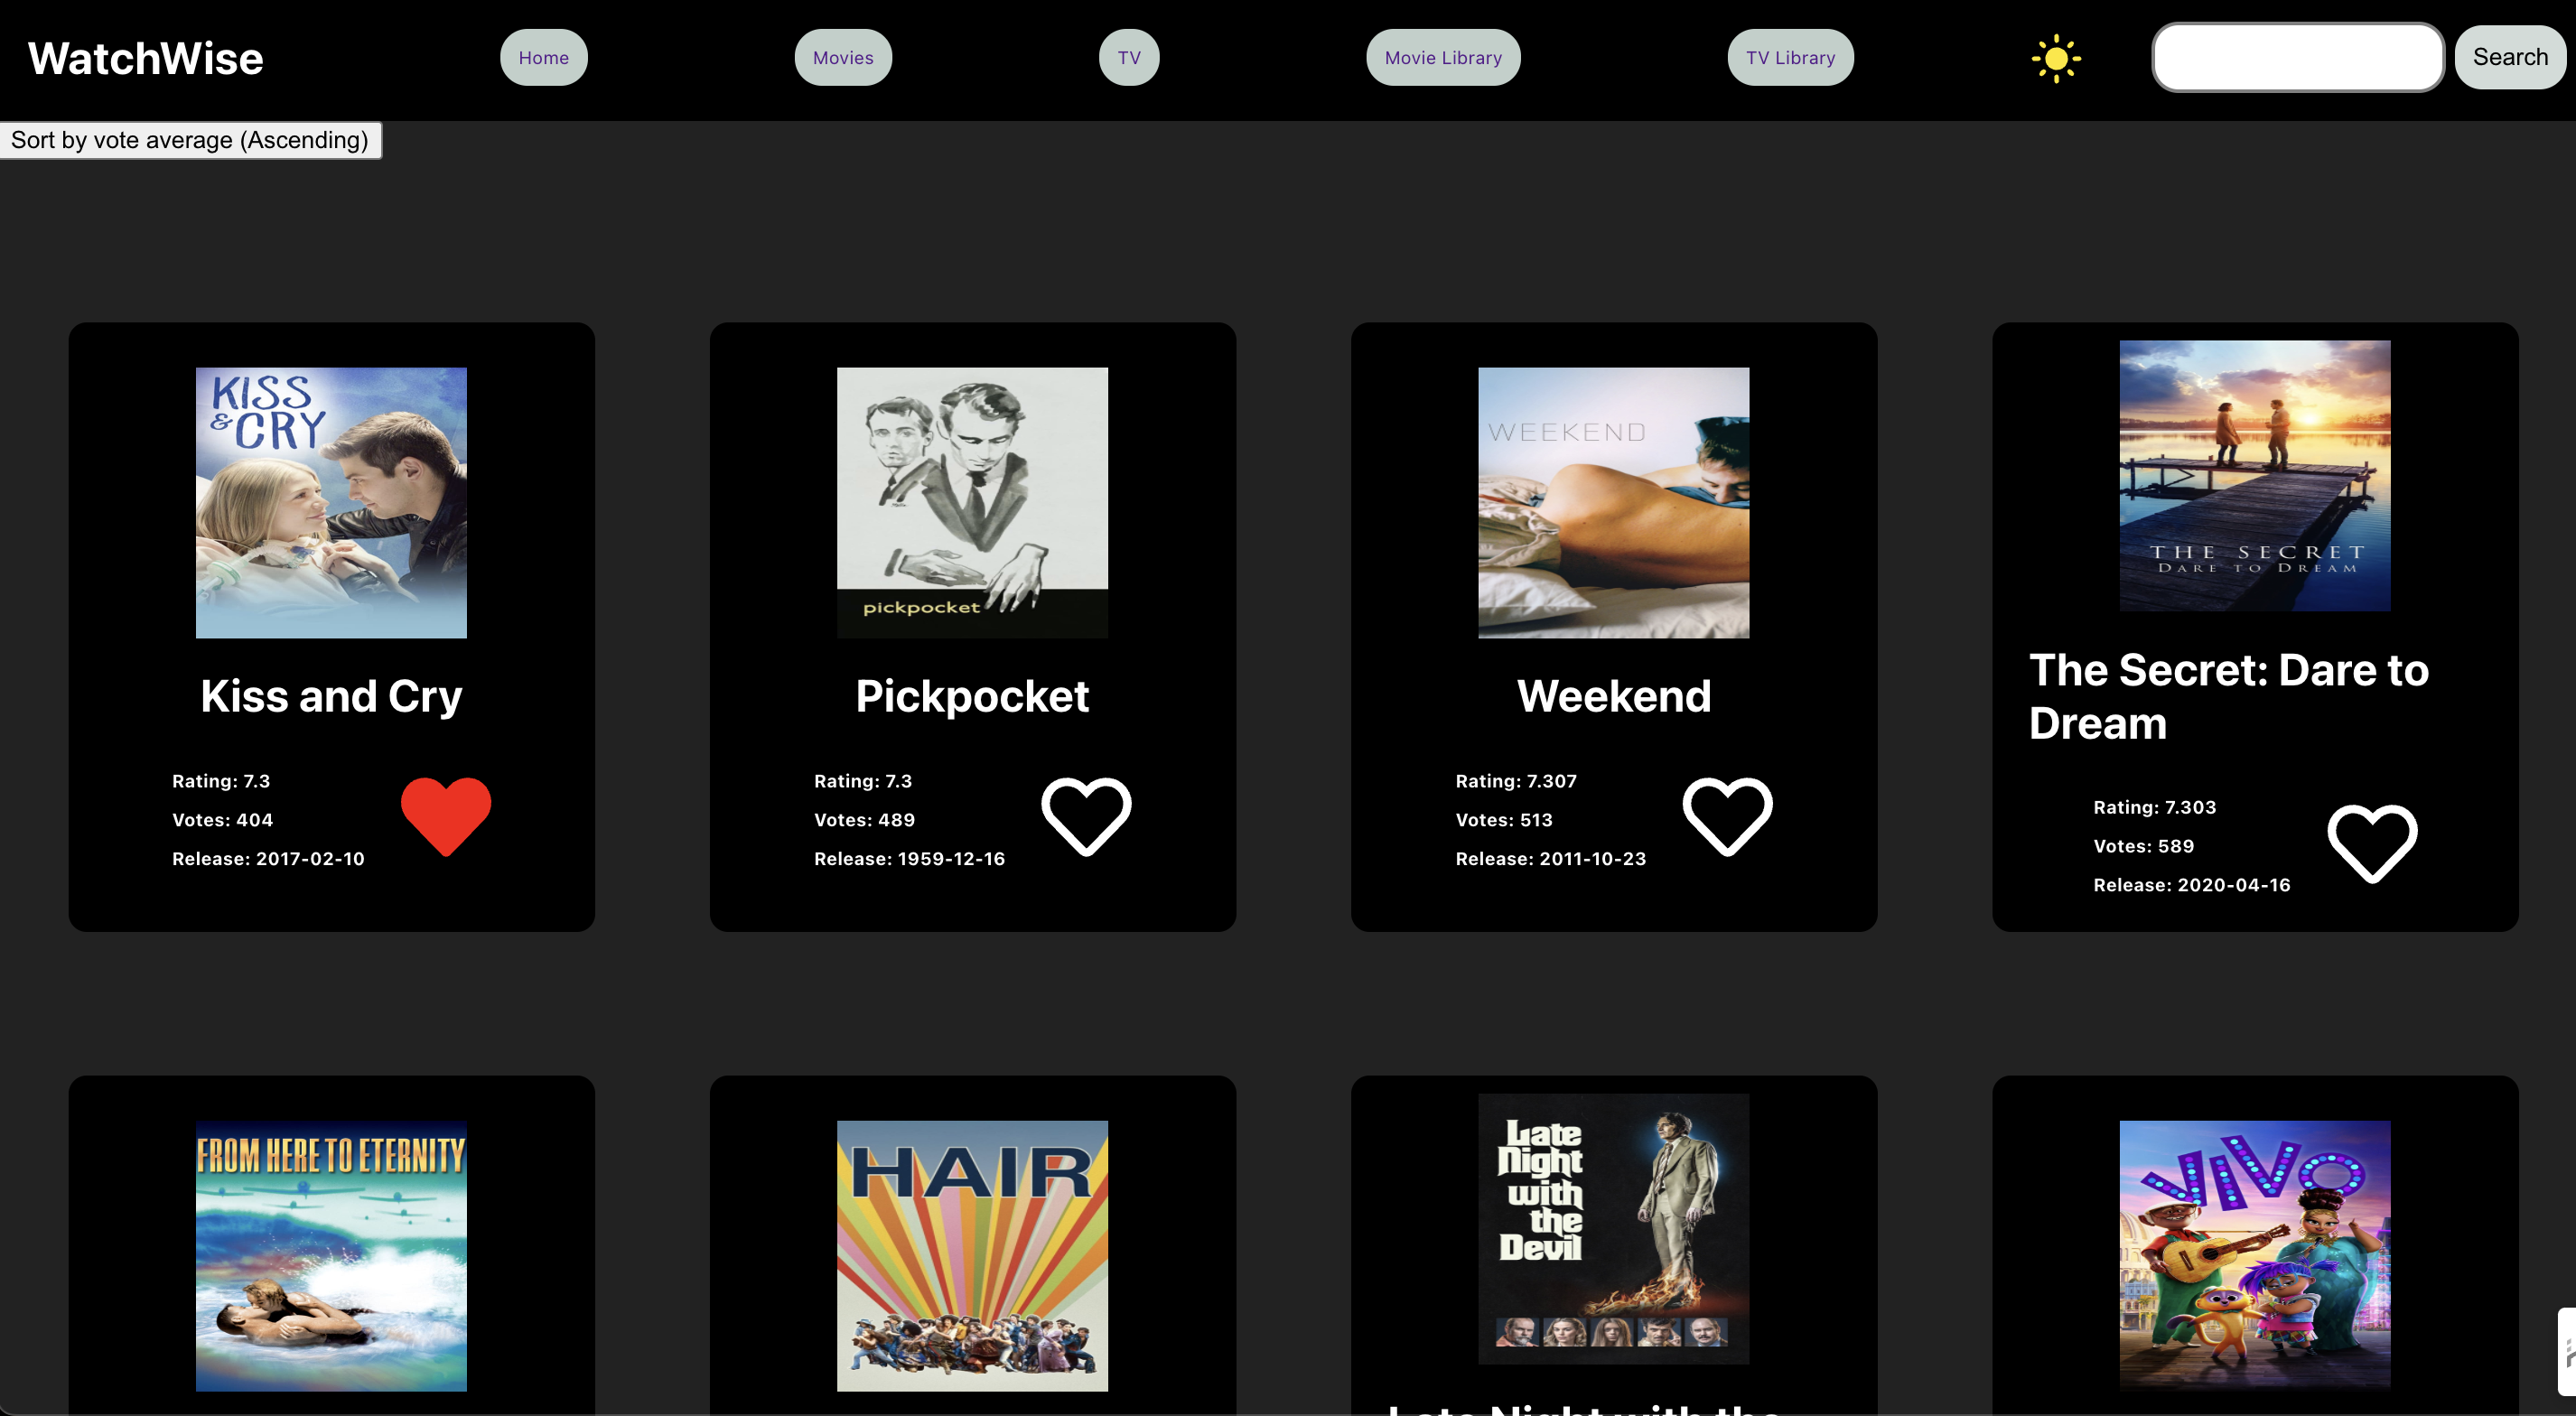 WatchWise
Home
Movies
TV
Movie Library
TV Library
Search
Sort by vote average (Ascending)
KISS
& CRY
Kiss and Cry
Rating: 7.3
Votes: 404
Release: 2017-02-10
pickpocket
Pickpocket
Rating: 7.3
Votes: 489
Release: 1959-12-16
WEEKEND
Weekend
Rating: 7.307
Votes: 513
Release: 2011-10-23
THE SECRET
DARE TO DREAM
The Secret: Dare to
Dream
Rating: 7.303
Votes: 589
Release: 2020-04-16
FROM HERE TO ETERNITY
HAIR
Late
Night
with
the
Devil
Late Night with the
VIVO